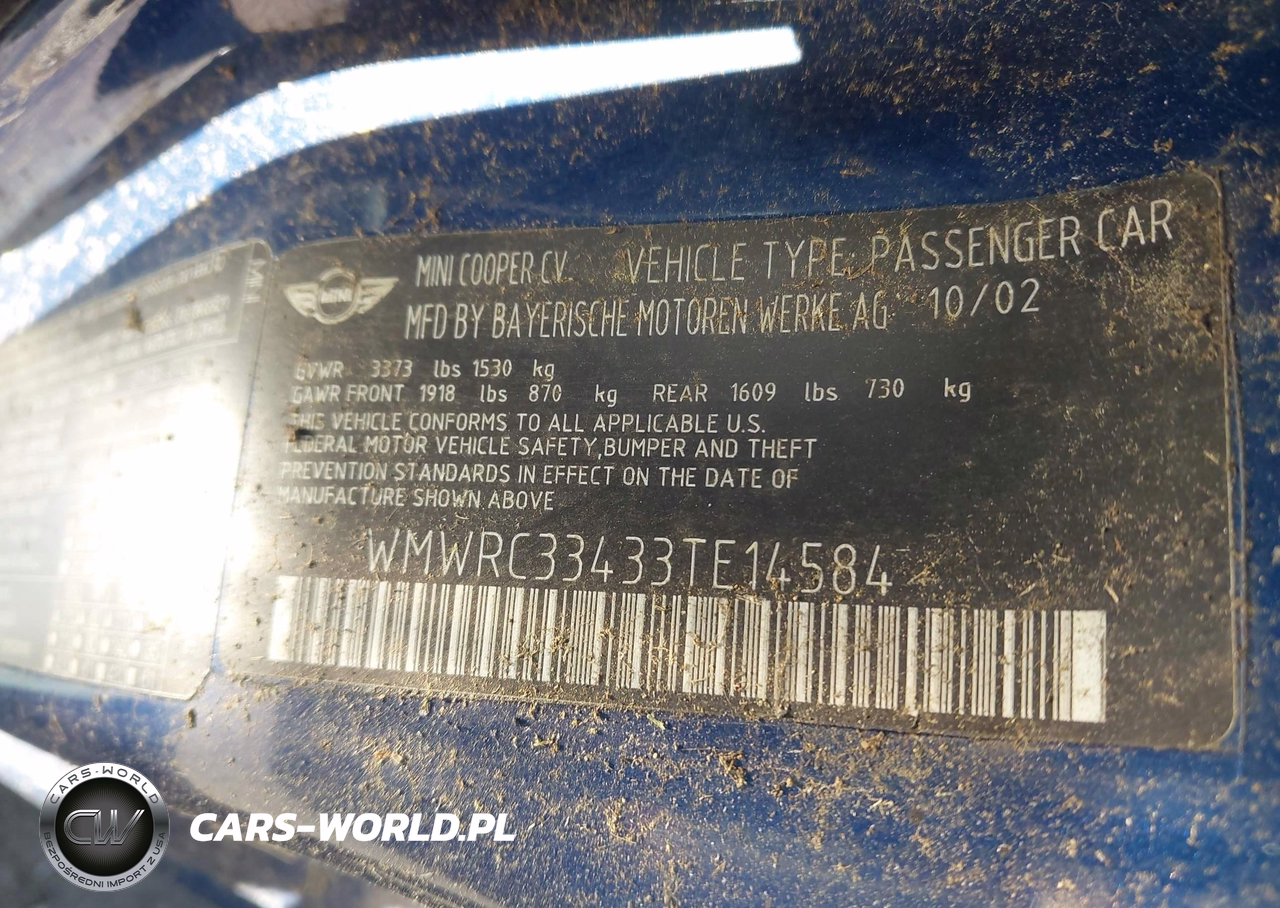 MINI COOPER CV. VEHICLE TYPE: PASSENGER CAR
MFD BY BAYERISCHE MOTOREN WERKE AG 10/02
GVWR 3373 lbs 1530 kg
GAWR FRONT 1918 lbs 870 kg REAR 1609 lbs 730 kg
THIS VEHICLE CONFORMS TO ALL APPLICABLE U.S.
FEDERAL MOTOR VEHICLE SAFETY, BUMPER AND THEFT
PREVENTION STANDARDS IN EFFECT ON THE DATE OF
MANUFACTURE SHOWN ABOVE
WMWRC33433TE14584
CARS-WORLD
CW
BEZPOŚREDNI IMPORT Z USA
CARS-WORLD.PL